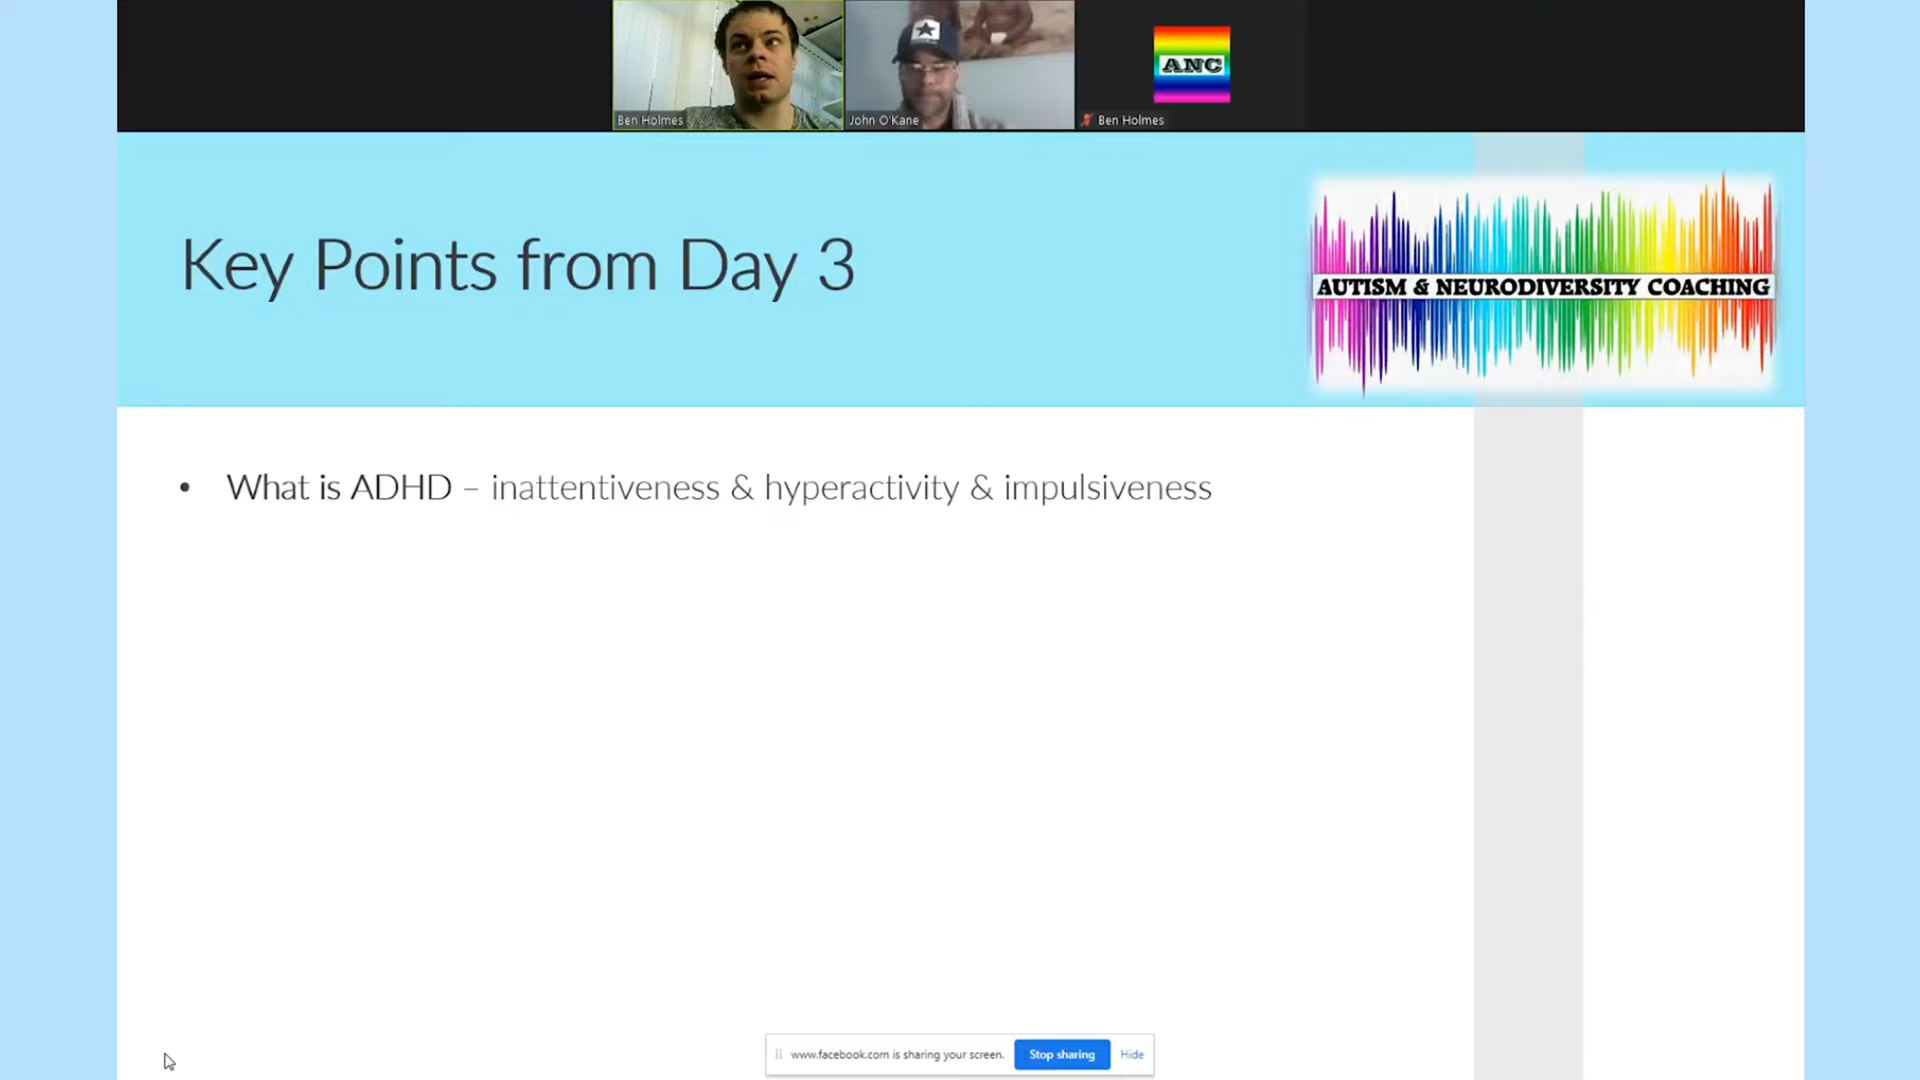 ANC
Ben Holmes
John O'Kane
Ben Holmes
Key Points from Day 3
AUTISM & NEURODIVERSITY COACHING
• What is ADHD – inattentiveness & hyperactivity & impulsiveness
www.facebook.com is sharing your screen.
Stop sharing
Hide